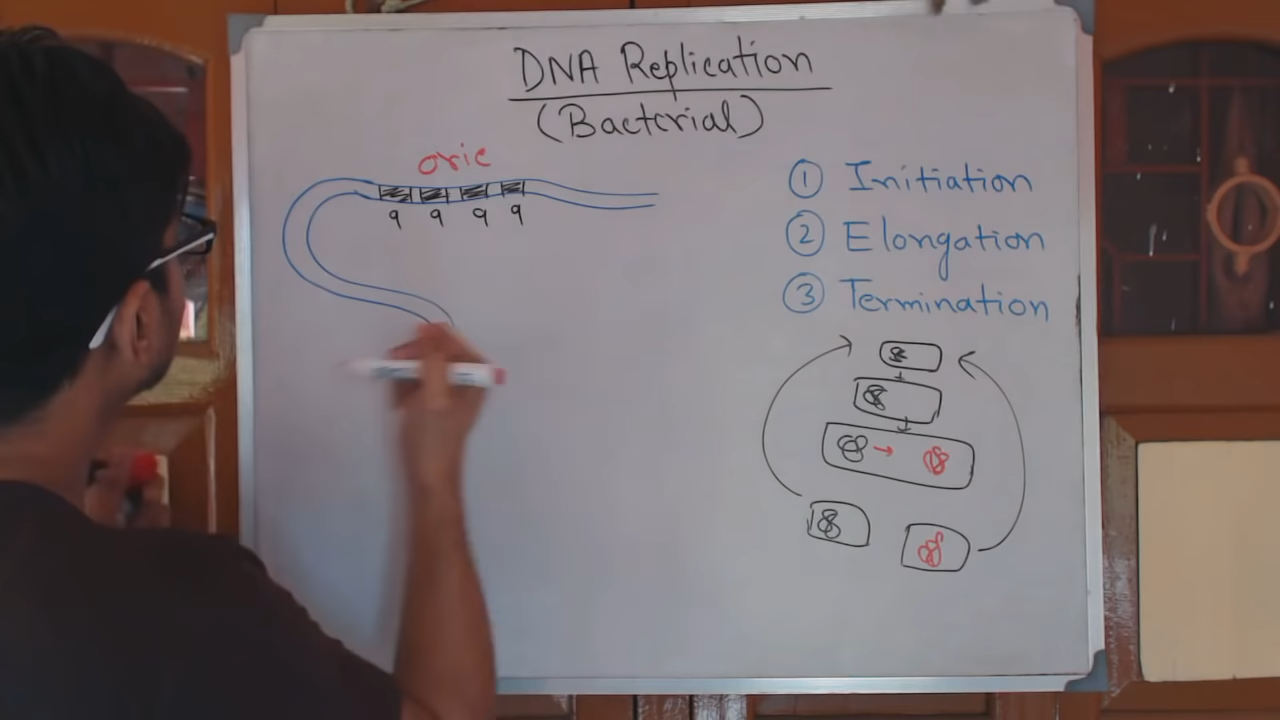 DNA Replication
(Bacterial)
oric
9 9 9 9
① Initiation
② Elongation
③ Termination